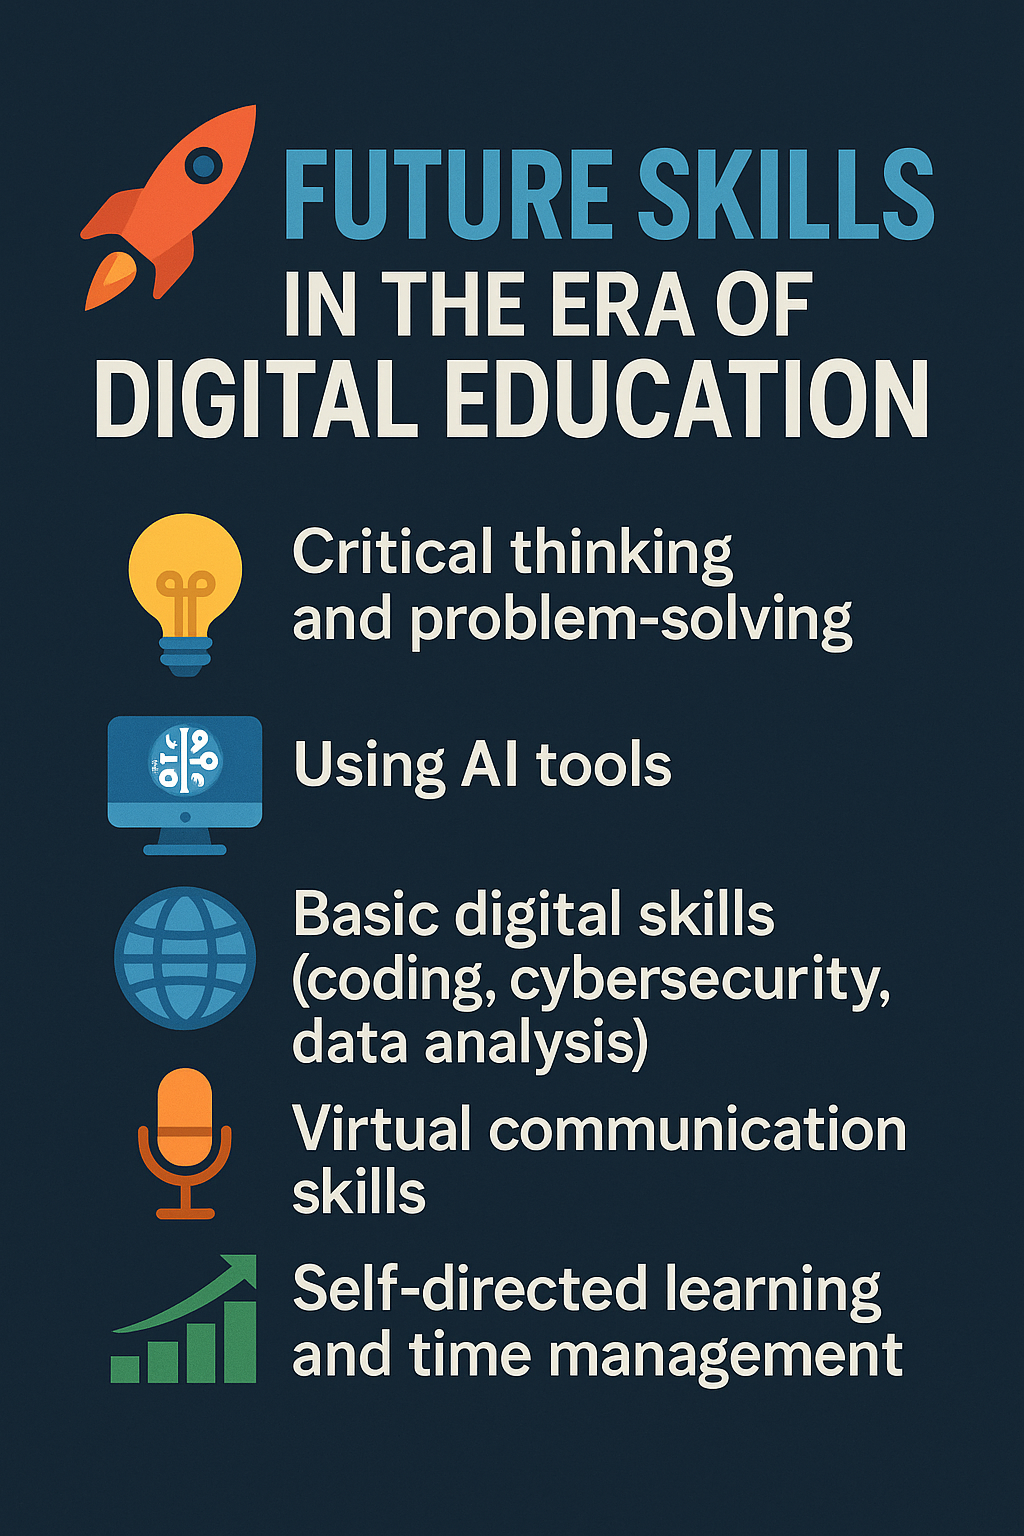 FUTURE SKILLS
IN THE ERA OF
DIGITAL EDUCATION
Critical thinking
and problem-solving
Using AI tools
Basic digital skills
(coding, cybersecurity,
data analysis)
Virtual communication
skills
Self-directed learning
and time management